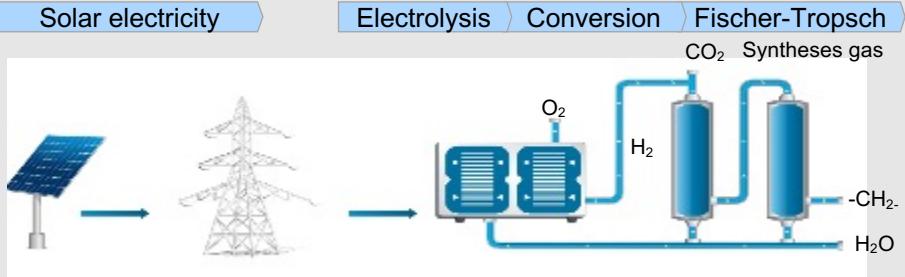 Solar electricity
Electrolysis
Conversion
Fischer-Tropsch
CO₂
Syntheses gas
O₂
H₂
-CH₂-
H₂O